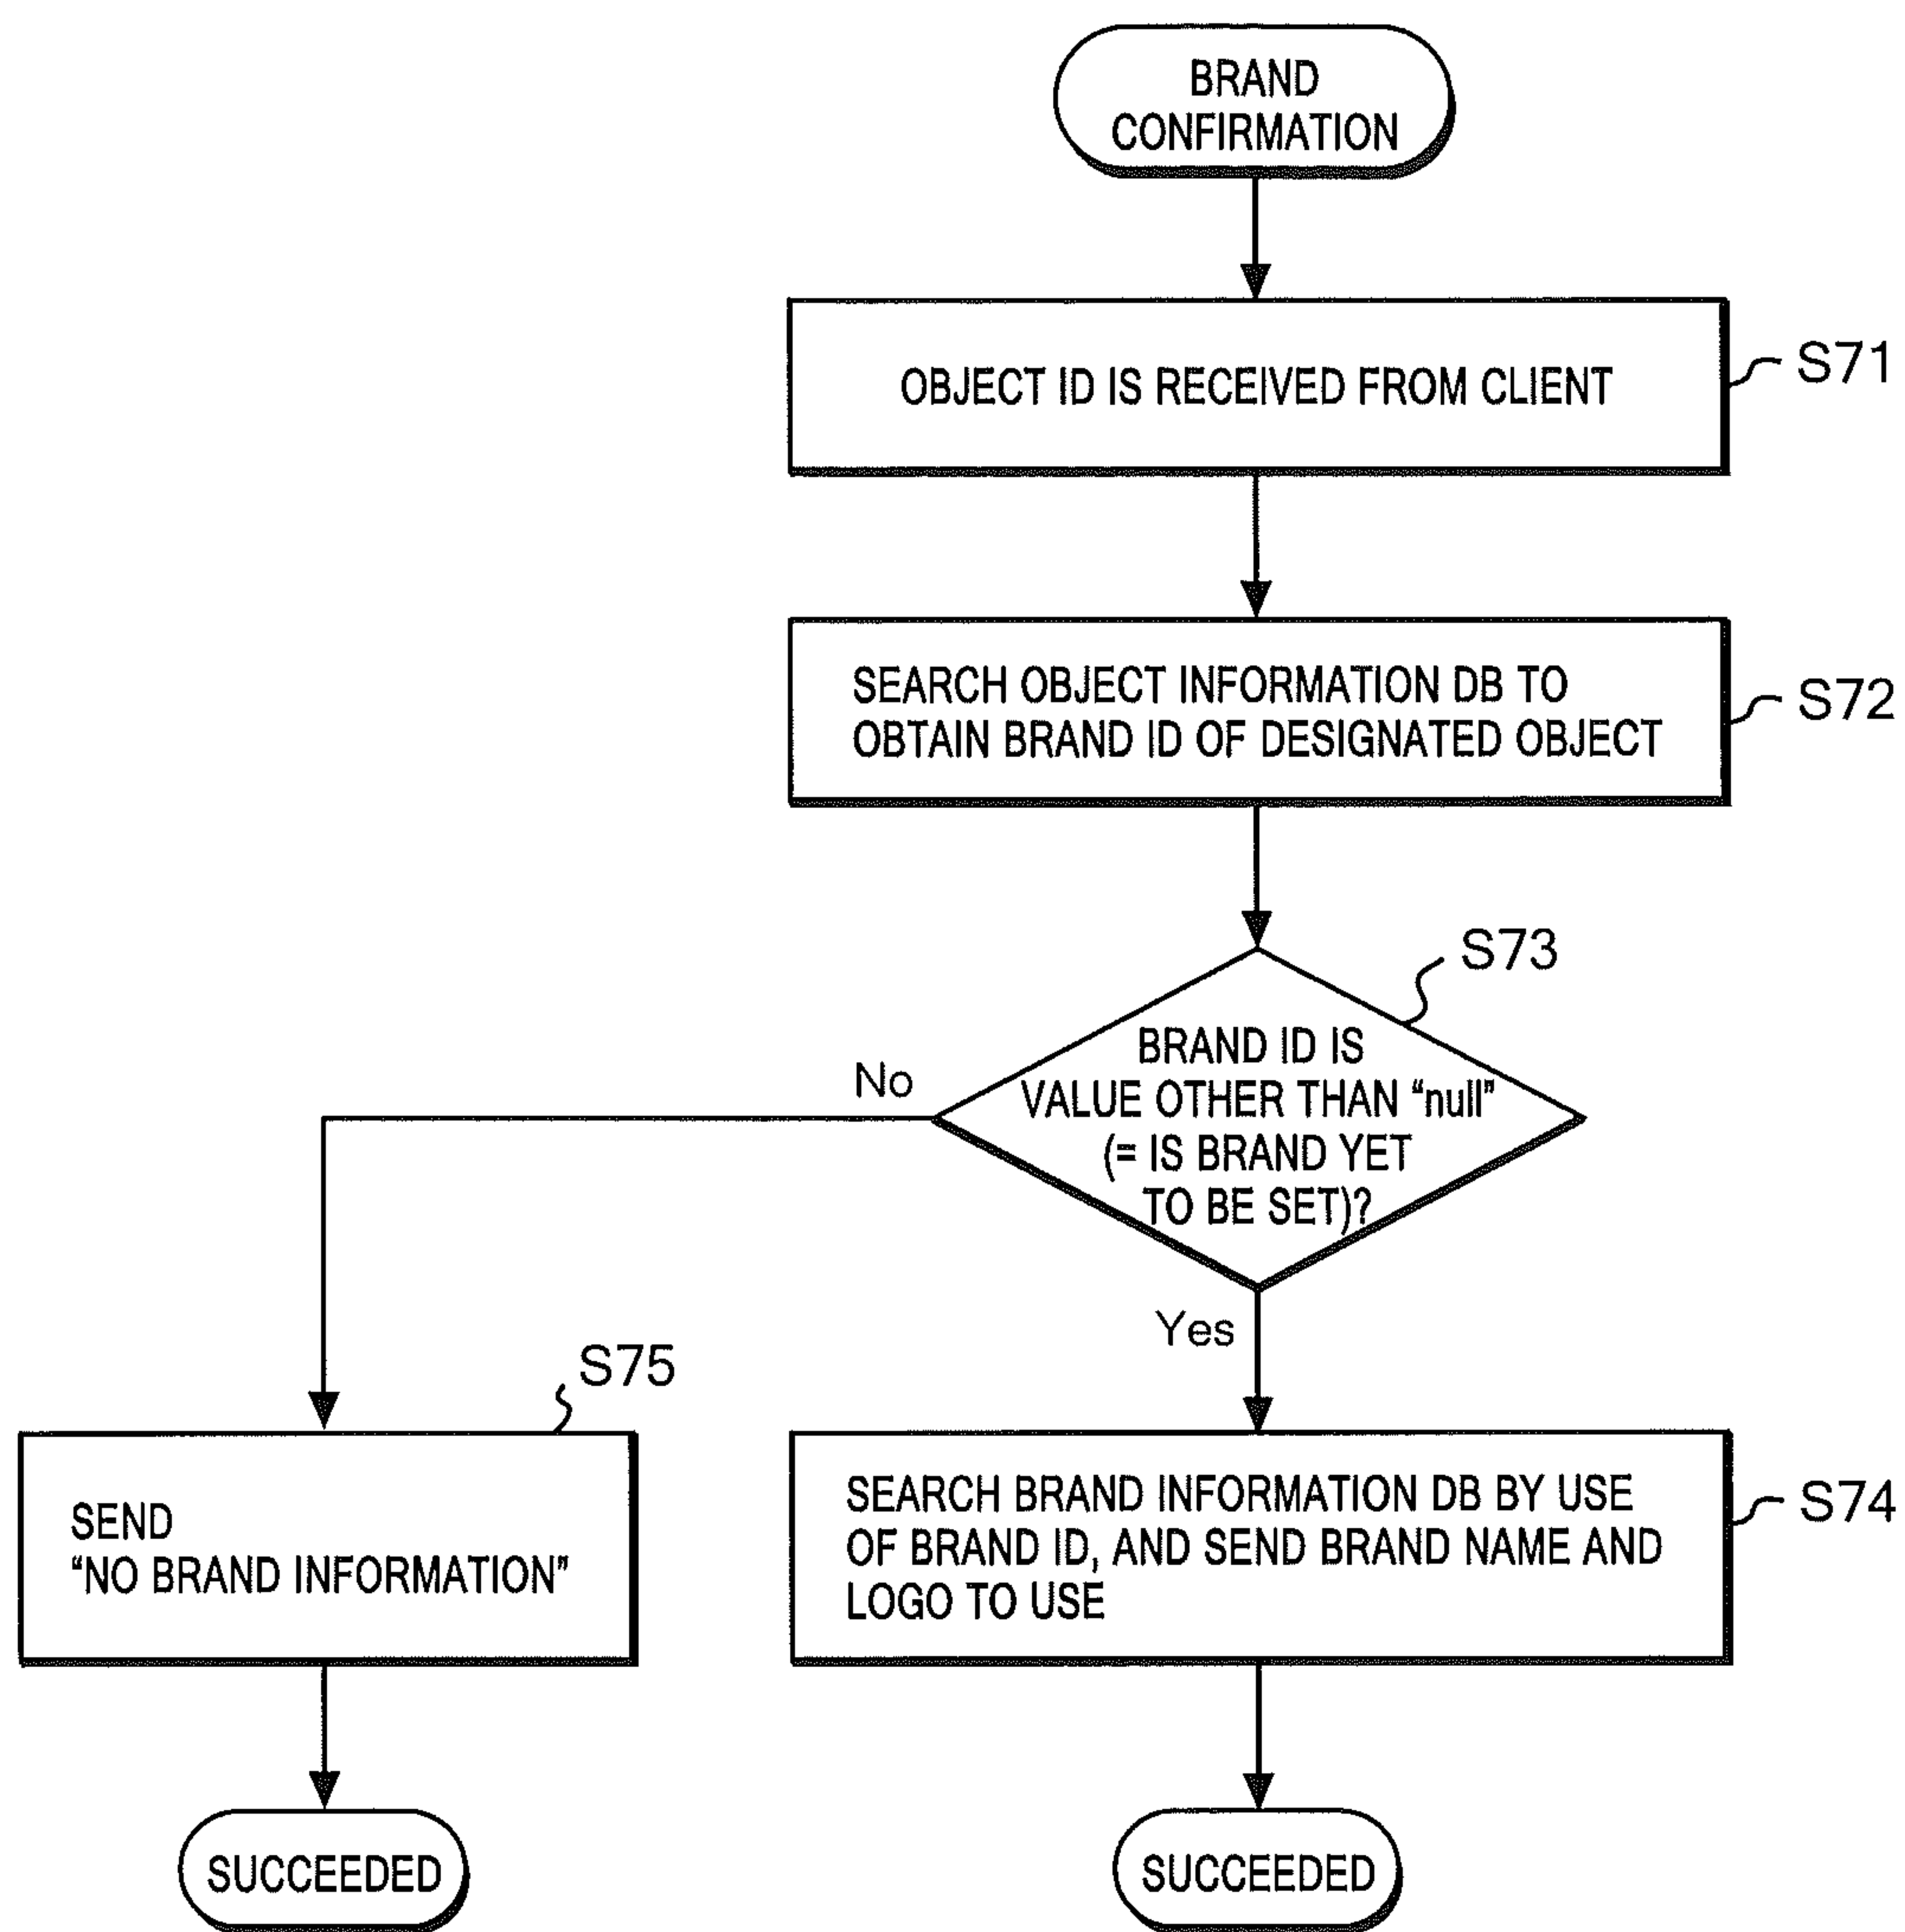 BRAND
CONFIRMATION
OBJECT ID IS RECEIVED FROM CLIENT
S71
SEARCH OBJECT INFORMATION DB TO
OBTAIN BRAND ID OF DESIGNATED OBJECT
S72
S73
BRAND ID IS
VALUE OTHER THAN “null”
(= IS BRAND YET
TO BE SET)?
No
Yes
S75
SEND
“NO BRAND INFORMATION”
SEARCH BRAND INFORMATION DB BY USE
OF BRAND ID, AND SEND BRAND NAME AND
LOGO TO USE
S74
SUCCEEDED
SUCCEEDED